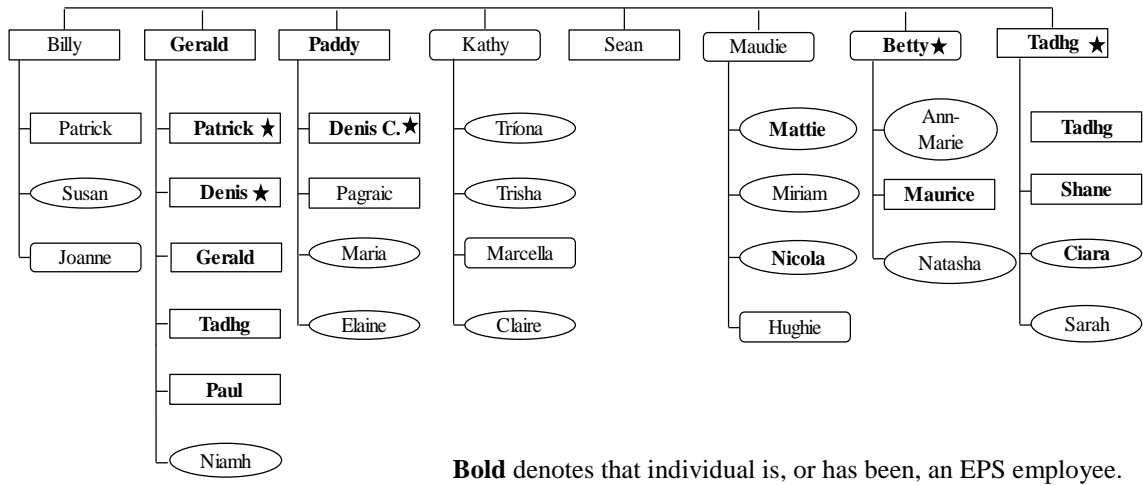 Billy Gerald Paddy Kathy Sean Maudie Betty★ Tadhg ★
Patrick Patrick ★ Denis C.★ Tríona Mattie Ann-
Marie Tadhg
Susan Denis ★ Pagraic Trisha Miriam Maurice Shane
Joanne Gerald Maria Marcella Nicola Natasha Ciara
Tadhg Elaine Claire Hughie Sarah
Paul
Niamh
Bold denotes that individual is, or has been, an EPS employee.